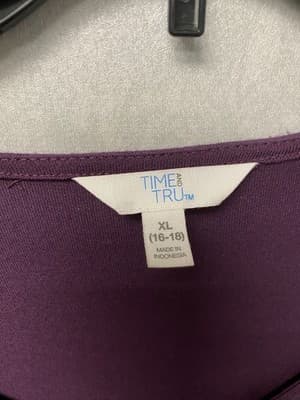 TIME AND
TRU™
XL
(16-18)
MADE IN
INDONESIA